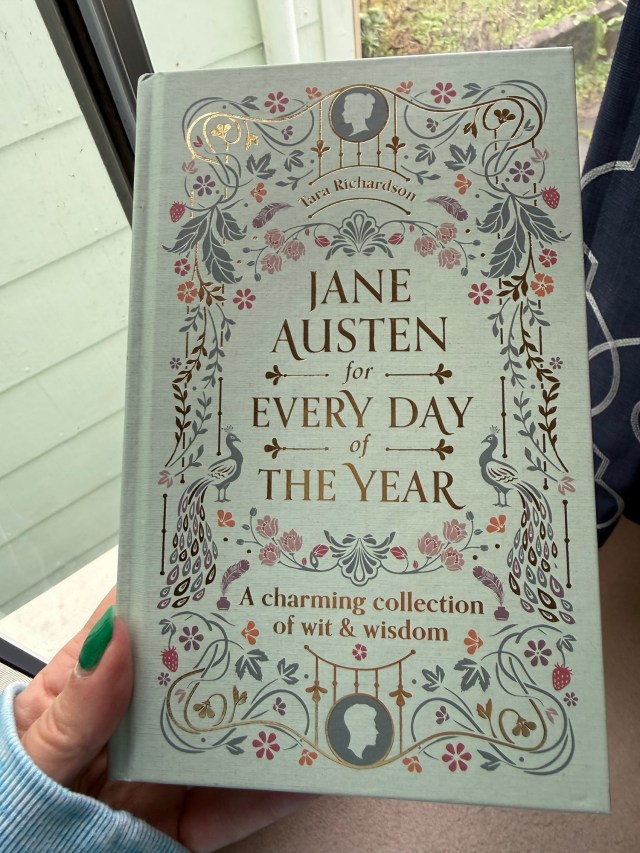 Tara Richardson
JANE
AUSTEN
for
EVERY DAY
of
THE YEAR
A charming collection
of wit & wisdom